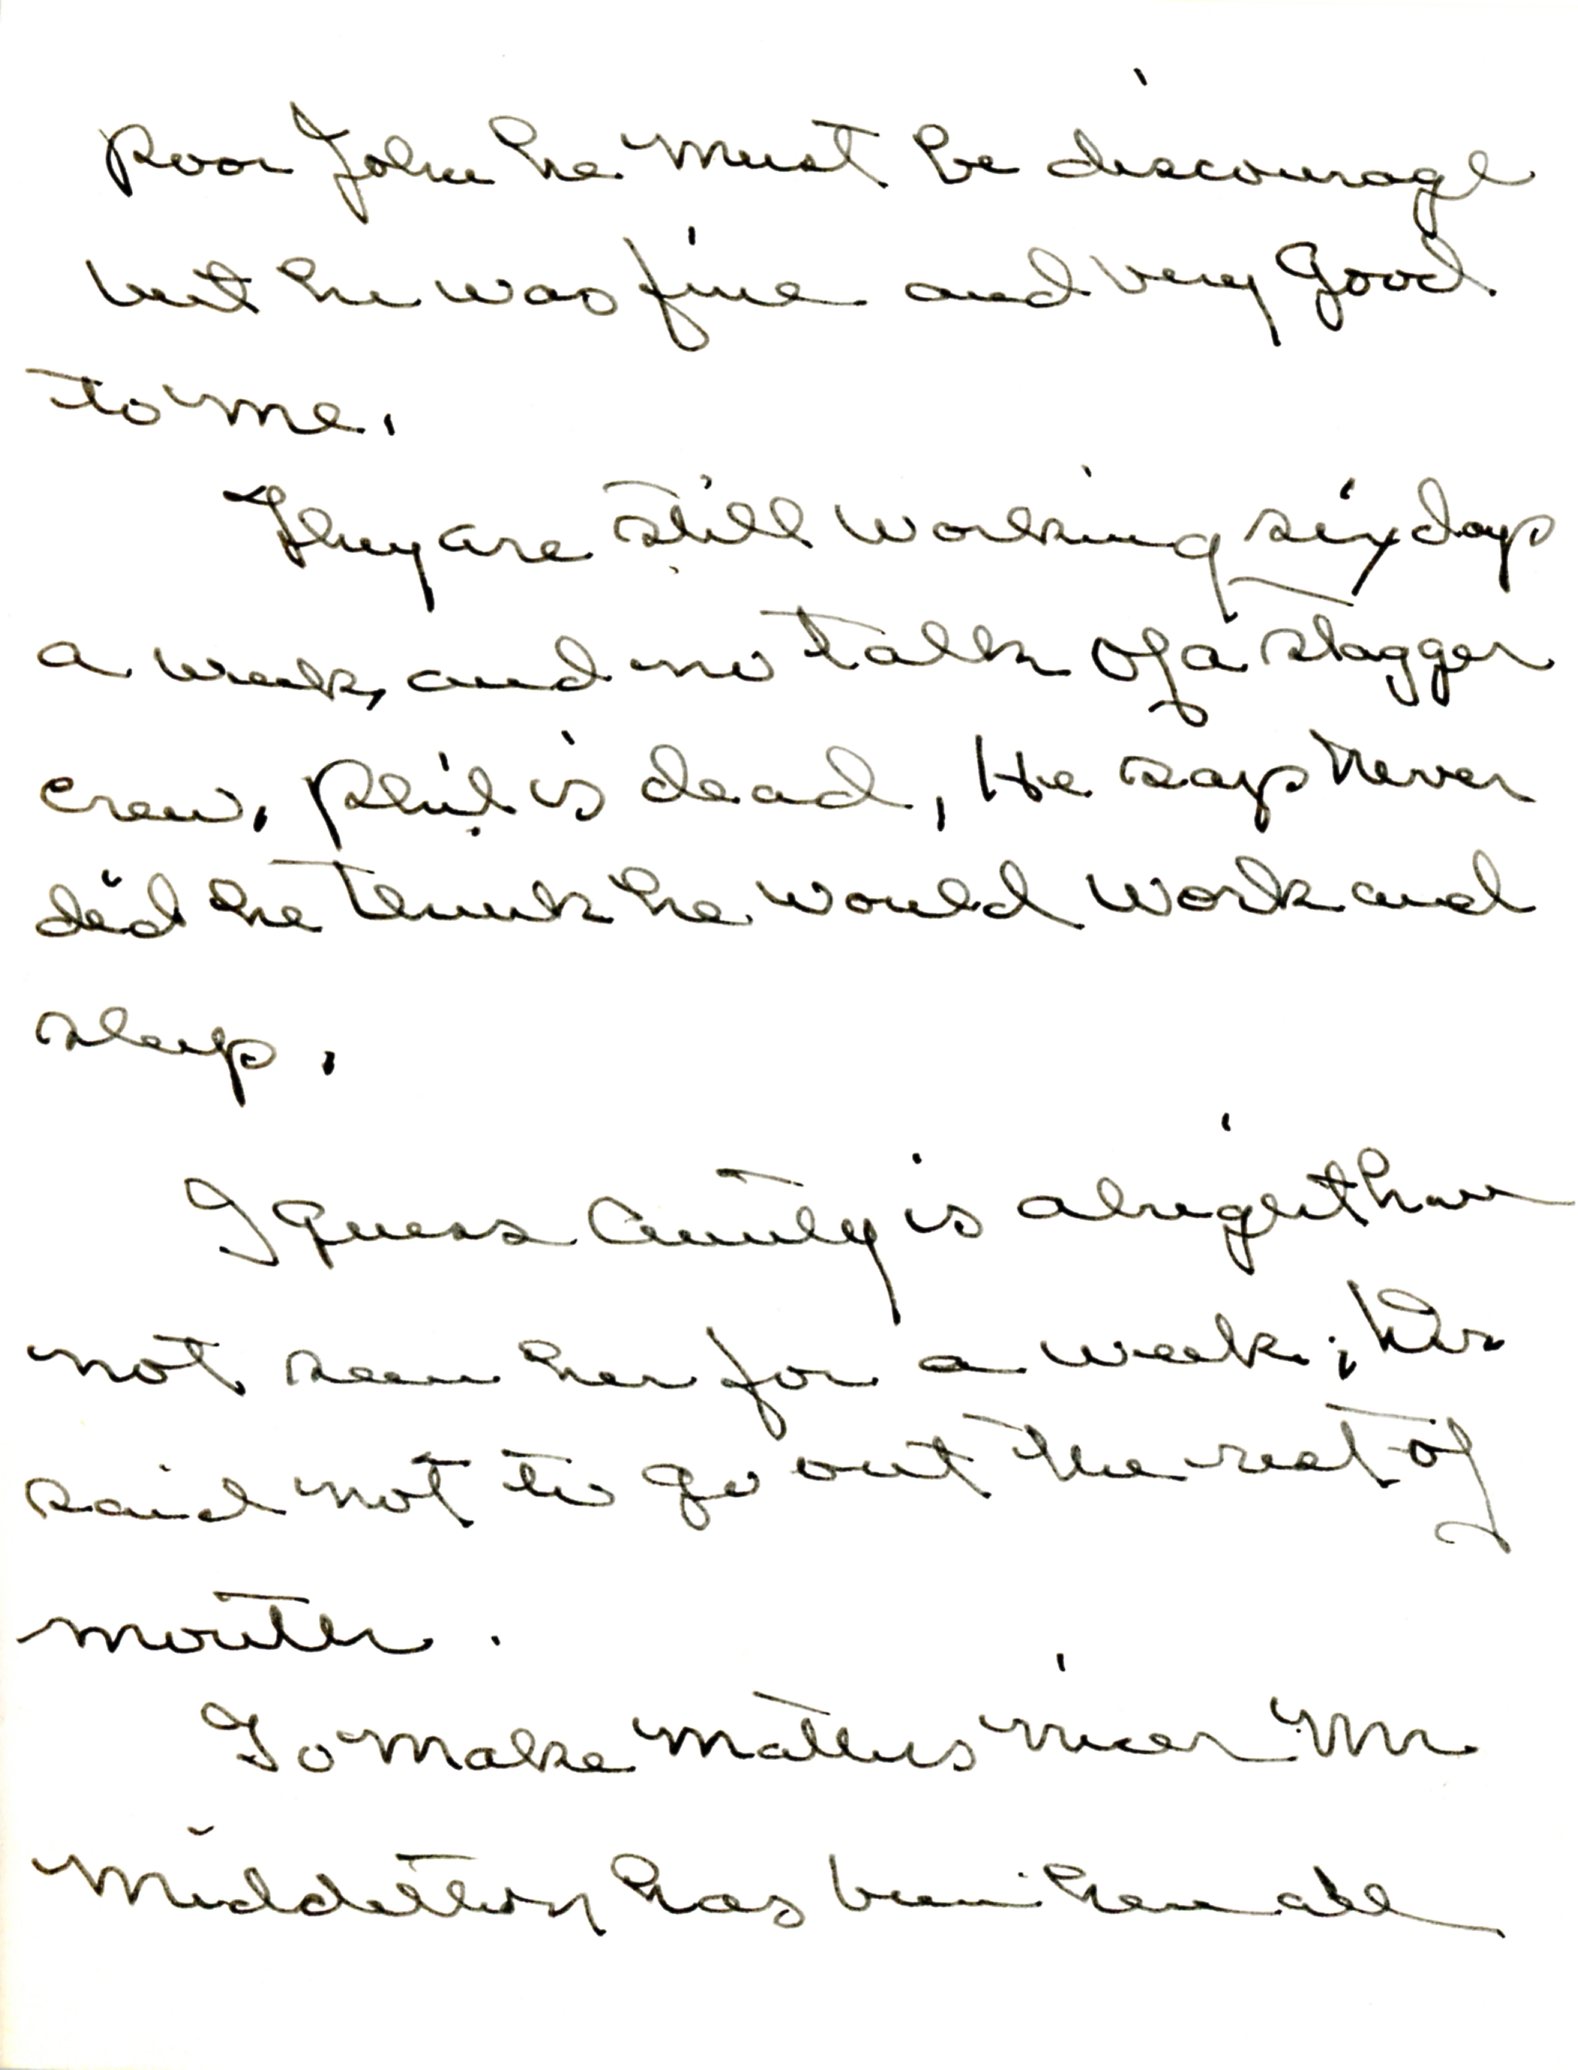 Poor John he must be discourage
but he was fine and very good
to me.
They are still working six days
a week, and no talk of a stagger
crew, Phil is dead, He says never
did he think he would work and
sleep.
I guess Aunty is alright have
not seen her for a week,
said not to go out the rest of
month.
To make matters nicer Mr
Middleton has been here all